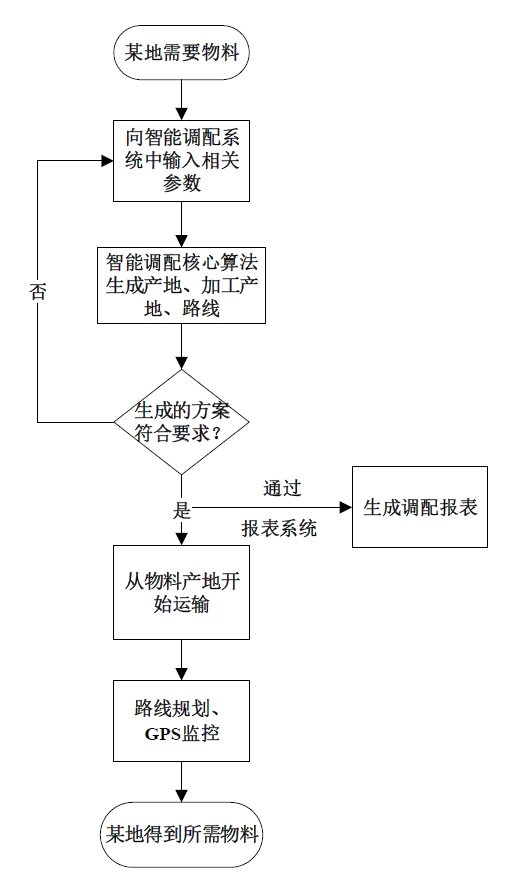 某地需要物料
向智能调配系
统中输入相关
参数
智能调配核心算法
生成产地、加工产
地、路线
否
生成的方案
符合要求？
是
通过
报表系统
生成调配报表
从物料产地开
始运输
路线规划、
GPS监控
某地得到所需物料